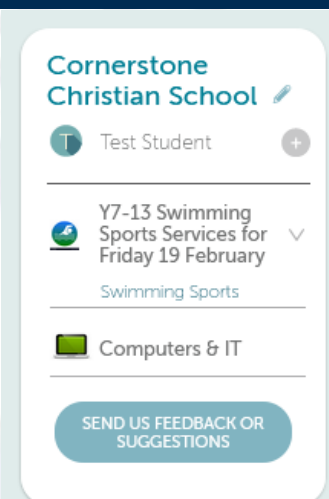 Cornerstone
Christian School
T
Test Student
+
Y7-13 Swimming
Sports Services for
Friday 19 February
Swimming Sports
Computers & IT
SEND US FEEDBACK OR
SUGGESTIONS